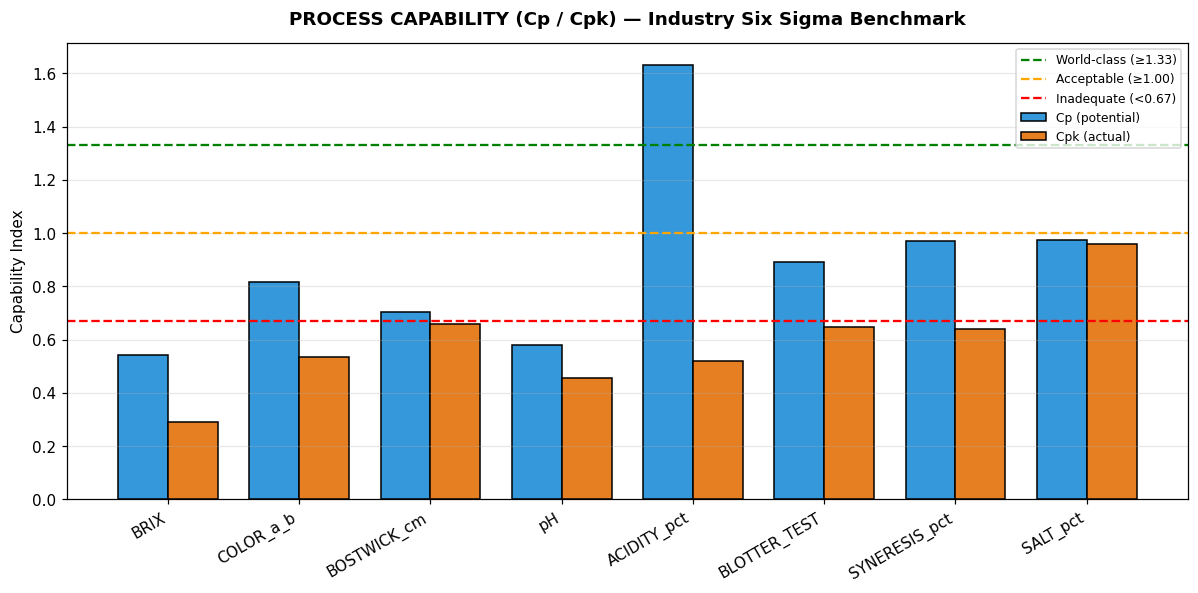 PROCESS CAPABILITY (Cp / Cpk) — Industry Six Sigma Benchmark
World-class (≥1.33)
Acceptable (≥1.00)
Inadequate (<0.67)
Cp (potential)
Cpk (actual)
Capability Index
1.6
1.4
1.2
1.0
0.8
0.6
0.4
0.2
0.0
BRIX
COLOR_a_b
BOSTWICK_cm
pH
ACIDITY_pct
BLOTTER_TEST
SYNERESIS_pct
SALT_pct